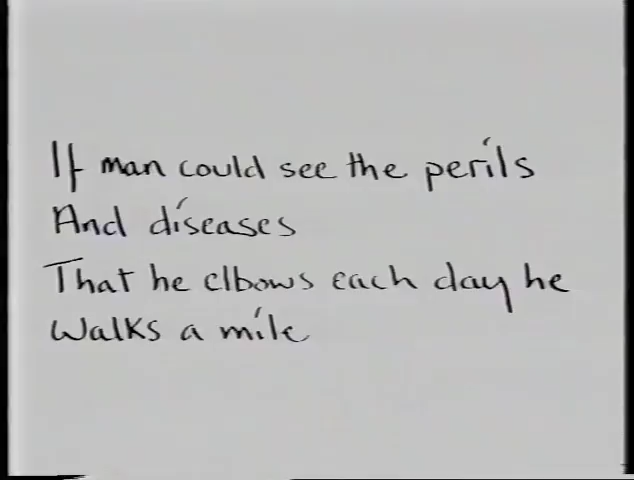 If man could see the perils
And diseases
That he elbows each day he
Walks a mile